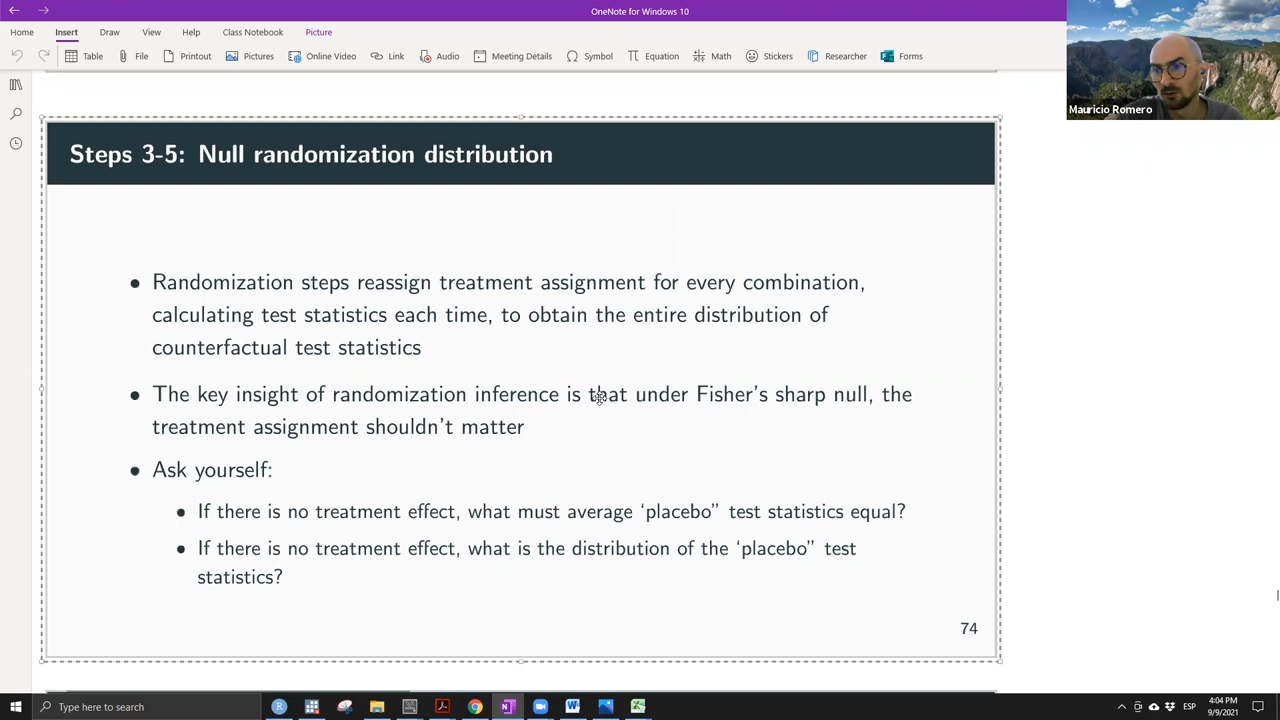 OneNote for Windows 10
Home Insert Draw View Help Class Notebook Picture
Table File Printout Pictures Online Video Link Audio Meeting Details Symbol Equation Math Stickers Researcher Forms
Mauricio Romero
Steps 3-5: Null randomization distribution
• Randomization steps reassign treatment assignment for every combination,
calculating test statistics each time, to obtain the entire distribution of
counterfactual test statistics
• The key insight of randomization inference is that under Fisher's sharp null, the
treatment assignment shouldn't matter
• Ask yourself:
• If there is no treatment effect, what must average 'placebo" test statistics equal?
• If there is no treatment effect, what is the distribution of the 'placebo" test
statistics?
74
Type here to search
ESP
4:04 PM
9/9/2021